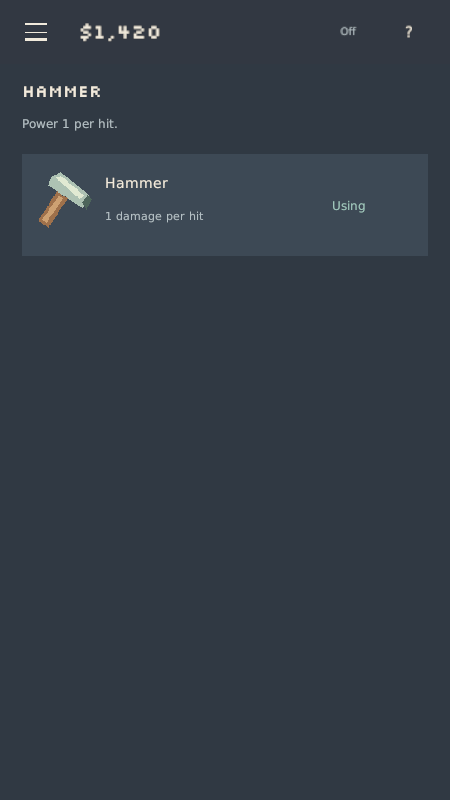 $1,420
Off
?
HAMMER
Power 1 per hit.
Hammer
1 damage per hit
Using